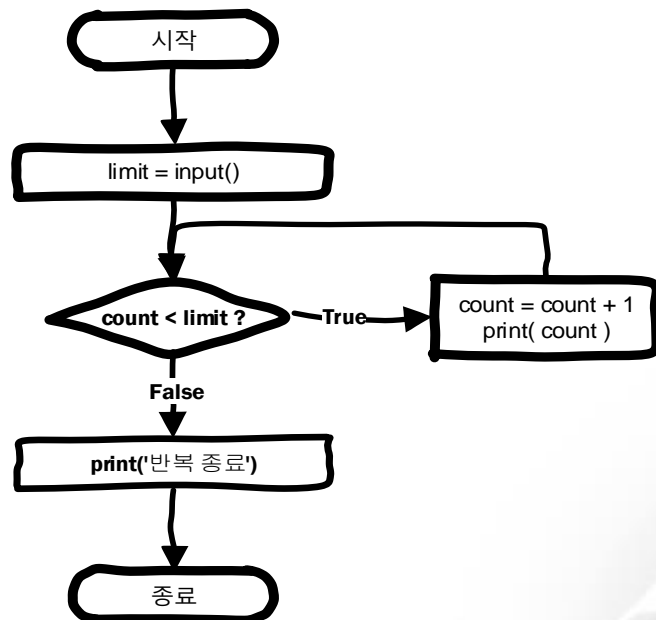 시작
limit = input()
count < limit ?
True
count = count + 1
print( count )
False
print('반복 종료')
종료